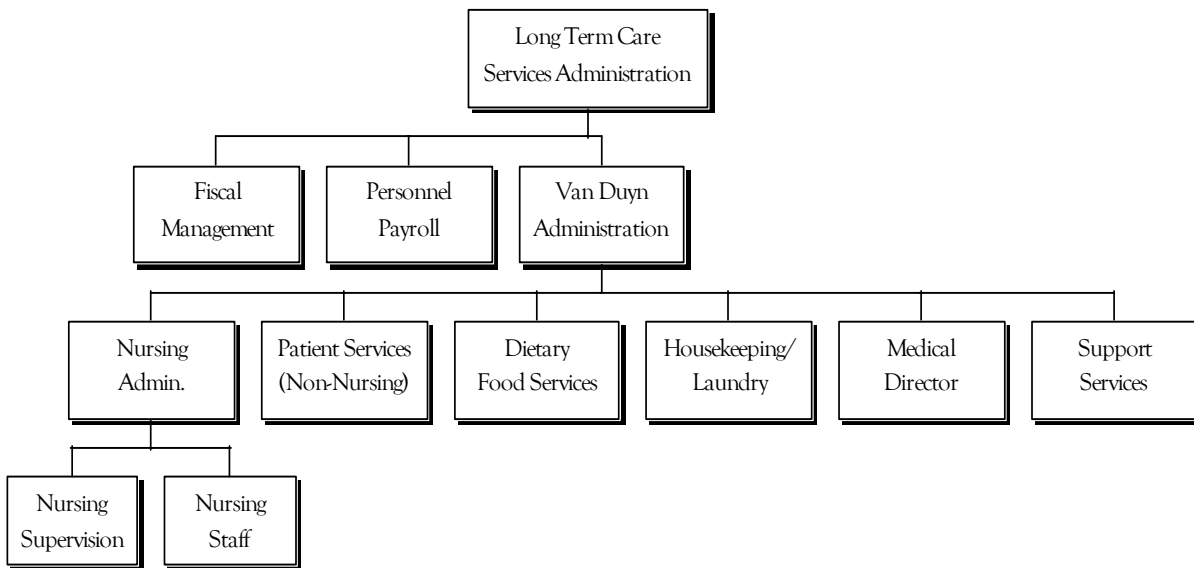 Long Term Care
Services Administration
Fiscal
Management
Personnel
Payroll
Van Duyn
Administration
Nursing
Admin.
Patient Services
(Non-Nursing)
Dietary
Food Services
Housekeeping/
Laundry
Medical
Director
Support
Services
Nursing
Supervision
Nursing
Staff